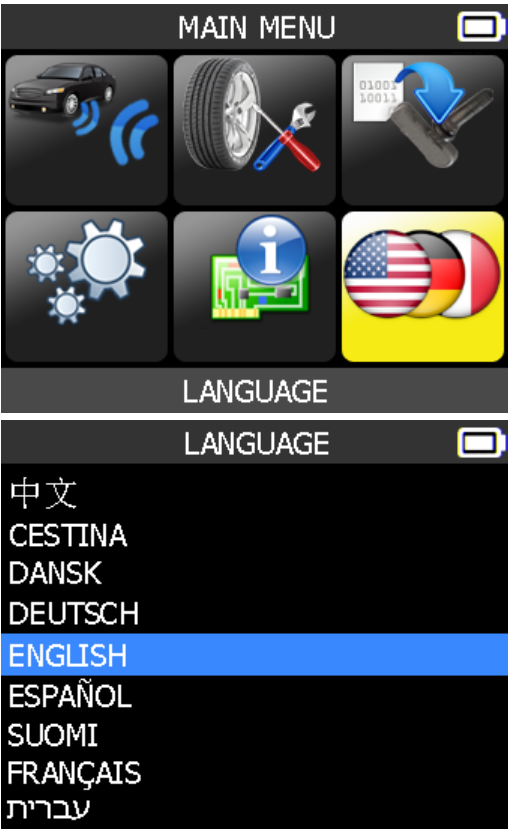 MAIN MENU
01001
10011
i
LANGUAGE
LANGUAGE
中文
CESTINA
DANSK
DEUTSCH
ENGLISH
ESPAÑOL
SUOMI
FRANÇAIS
עברית